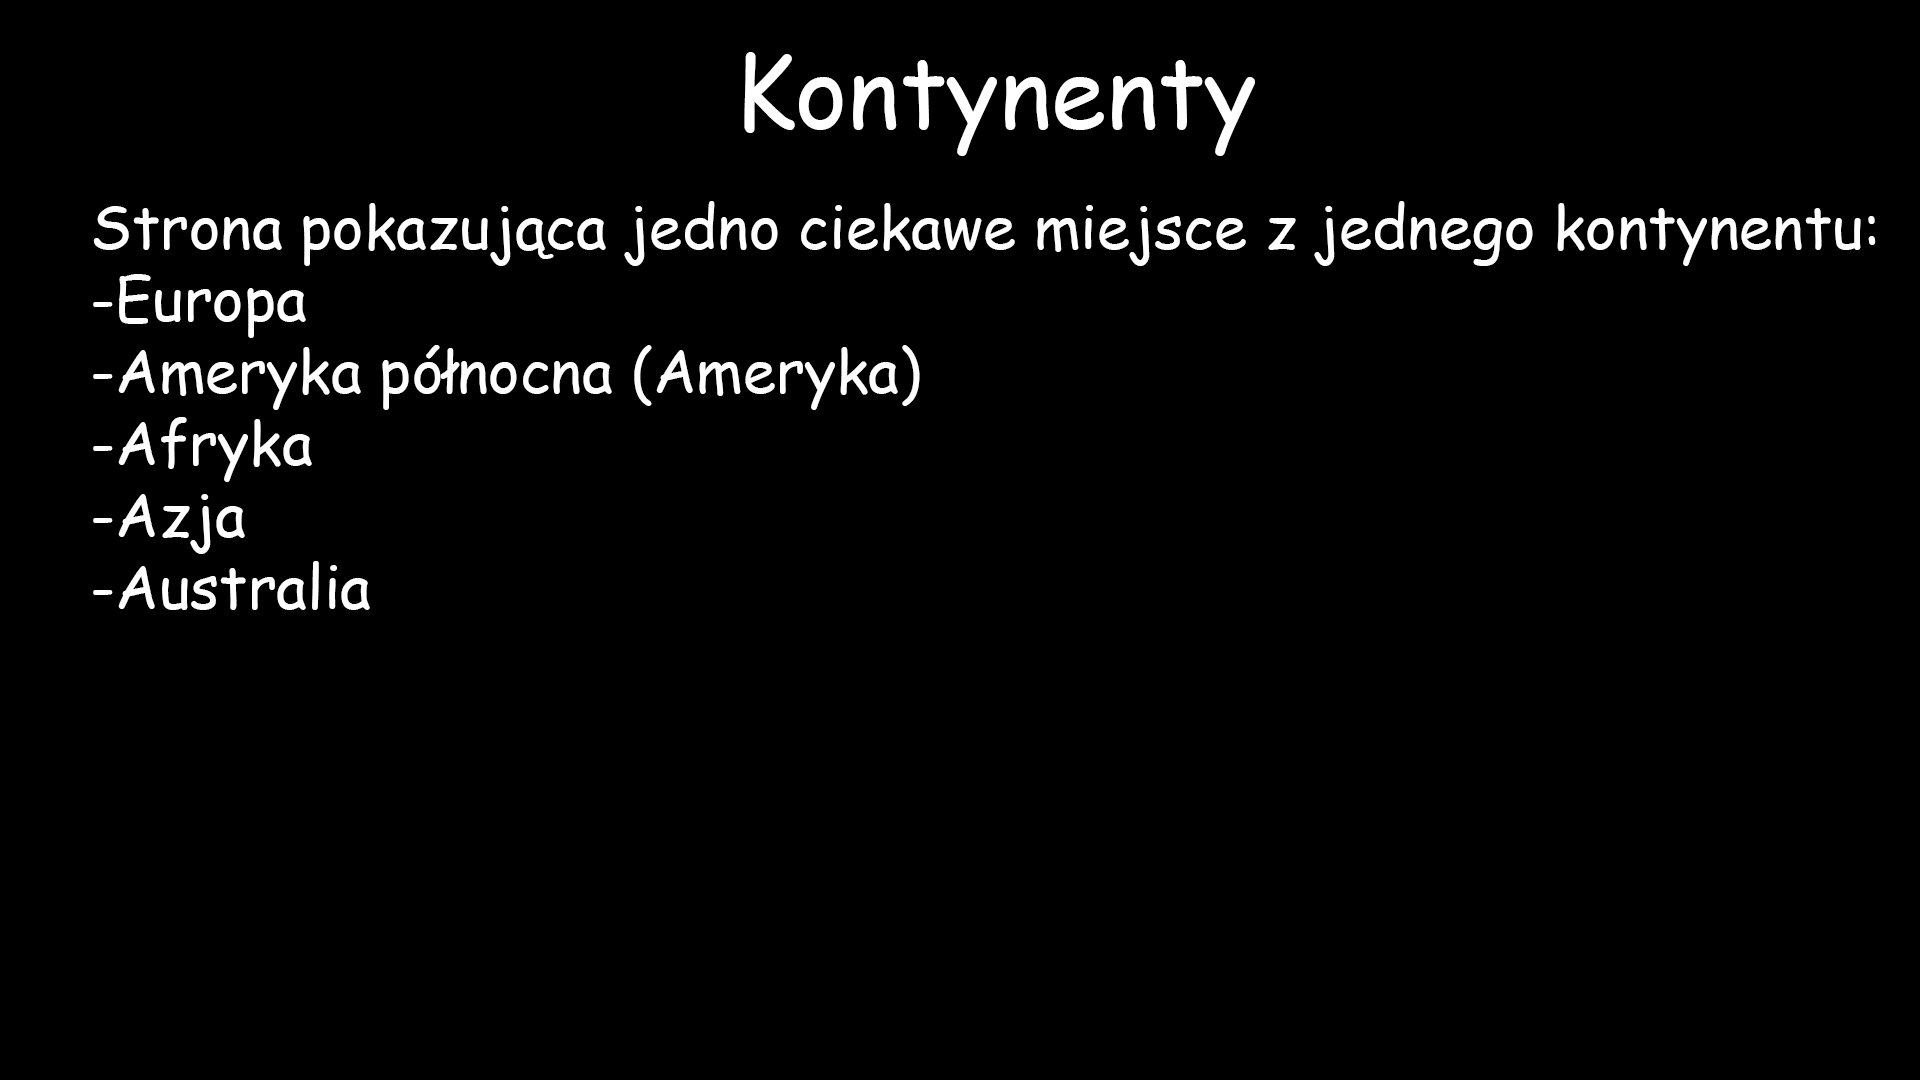 Kontynenty
Strona pokazująca jedno ciekawe miejsce z jednego kontynentu:
-Europa
-Ameryka północna (Ameryka)
-Afryka
-Azja
-Australia